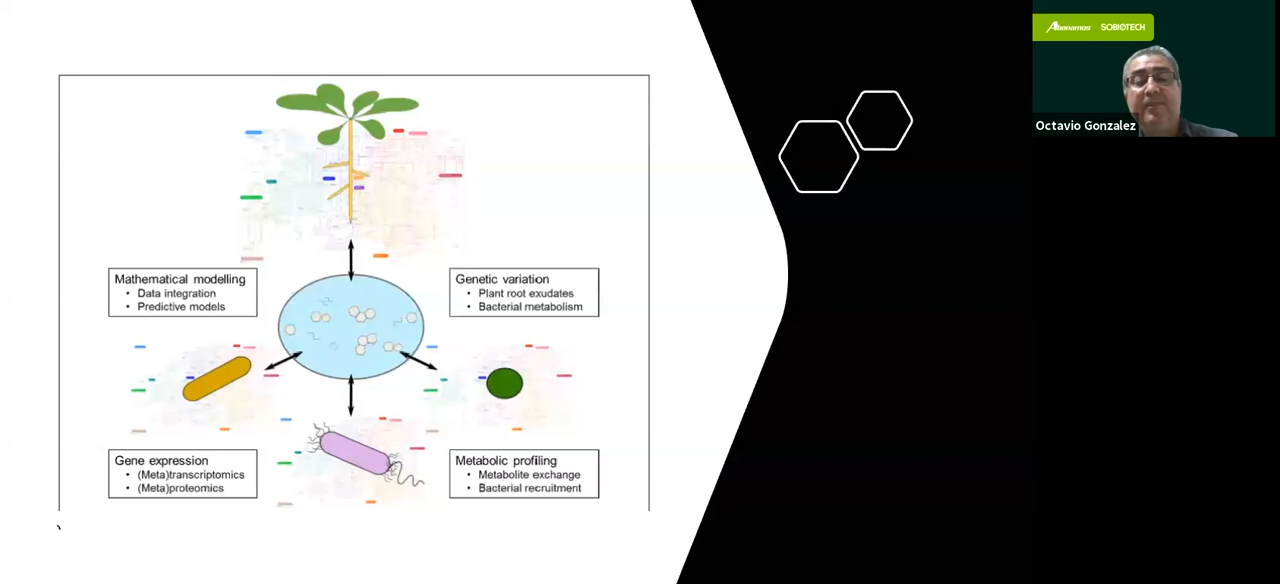 Abonamos SOBIOTECH
Octavio Gonzalez
Mathematical modelling
• Data integration
• Predictive models
Genetic variation
• Plant root exudates
• Bacterial metabolism
Gene expression
• (Meta)transcriptomics
• (Meta)proteomics
Metabolic profiling
• Metabolite exchange
• Bacterial recruitment